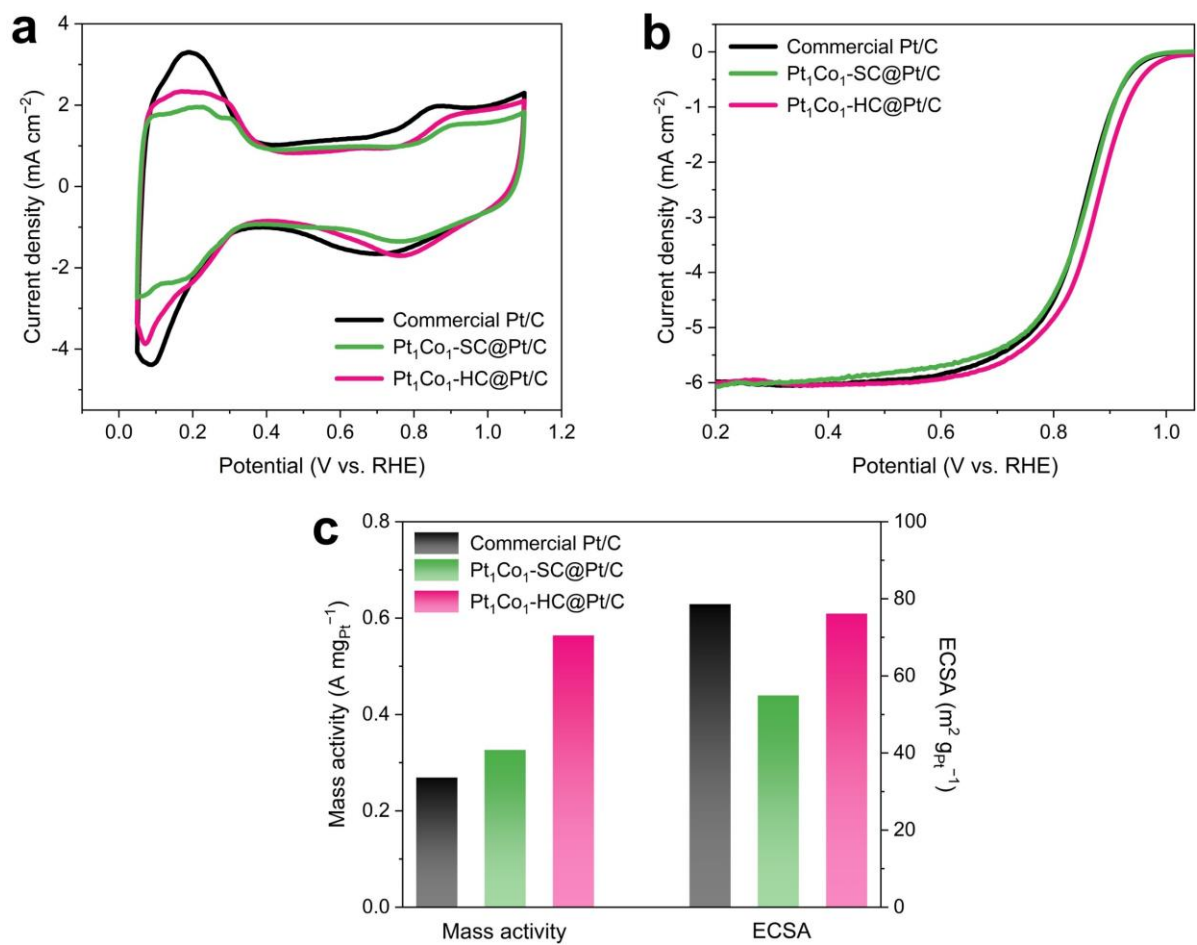 a
4
2
0
-2
-4
Current density (mA cm⁻²)
Commercial Pt/C
Pt₁Co₁-SC@Pt/C
Pt₁Co₁-HC@Pt/C
0.0 0.2 0.4 0.6 0.8 1.0 1.2
Potential (V vs. RHE)
b
0
-1
-2
-3
-4
-5
-6
Current density (mA cm⁻²)
Commercial Pt/C
Pt₁Co₁-SC@Pt/C
Pt₁Co₁-HC@Pt/C
0.2 0.4 0.6 0.8 1.0
Potential (V vs. RHE)
c
0.8
0.6
0.4
0.2
0.0
Mass activity (A mg_Pt⁻¹)
Commercial Pt/C
Pt₁Co₁-SC@Pt/C
Pt₁Co₁-HC@Pt/C
100
80
60
40
20
0
ECSA (m² g_Pt⁻¹)
Mass activity ECSA